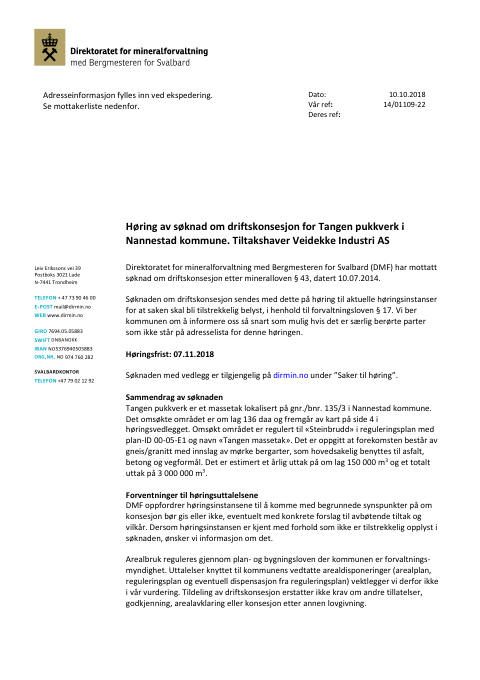 Direktoratet for mineralforvaltning
med Bergmesteren for Svalbard
Adresseinformasjon fylles inn ved ekspedering.
Se mottakerliste nedenfor.
Dato: 10.10.2018
Vår ref: 14/01109-22
Deres ref:
Høring av søknad om driftskonsesjon for Tangen pukkverk i
Nannestad kommune. Tiltakshaver Veidekke Industri AS
Leiv Erikssons vei 39
Postboks 3021 Lade
N-7441 Trondheim
TELEFON + 47 73 90 46 00
E-POST mail@dirmin.no
WEB www.dirmin.no
GIRO 7694.05.05883
SWIFT DNBANOKK
IBAN NO5376940505883
ORG.NR. NO 974 760 282
SVALBARDKONTOR
TELEFON +47 79 02 12 92
Direktoratet for mineralforvaltning med Bergmesteren for Svalbard (DMF) har mottatt
søknad om driftskonsesjon etter mineralloven § 43, datert 10.07.2014.
Søknaden om driftskonsesjon sendes med dette på høring til aktuelle høringsinstanser
for at saken skal bli tilstrekkelig belyst, i henhold til forvaltningsloven § 17. Vi ber
kommunen om å informere oss så snart som mulig hvis det er særlig berørte parter
som ikke står på adresselista for denne høringen.
Høringsfrist: 07.11.2018
Søknaden med vedlegg er tilgjengelig på dirmin.no under "Saker til høring".
Sammendrag av søknaden
Tangen pukkverk er et massetak lokalisert på gnr./bnr. 135/3 i Nannestad kommune.
Det omsøkte området er om lag 136 daa og fremgår av kart på side 4 i
høringsvedlegget. Omsøkt området er regulert til «Steinbrudd» i reguleringsplan med
plan-ID 00-05-E1 og navn «Tangen massetak». Det er oppgitt at forekomsten består av
gneis/granitt med innslag av mørke bergarter, som hovedsakelig benyttes til asfalt,
betong og vegformål. Det er estimert et årlig uttak på om lag 150 000 m³ og et totalt
uttak på 3 000 000 m³.
Forventninger til høringsuttalelsene
DMF oppfordrer høringsinstansene til å komme med begrunnede synspunkter på om
konsesjon bør gis eller ikke, eventuelt med konkrete forslag til avbøtende tiltak og
vilkår. Dersom høringsinstansen er kjent med forhold som ikke er tilstrekkelig opplyst i
søknaden, ønsker vi informasjon om det.
Arealbruk reguleres gjennom plan- og bygningsloven der kommunen er forvaltnings-
myndighet. Uttalelser knyttet til kommunens vedtatte arealdisponeringer (arealplan,
reguleringsplan og eventuell dispensasjon fra reguleringsplan) vektlegger vi derfor ikke
i vår vurdering. Tildeling av driftskonsesjon erstatter ikke krav om andre tillatelser,
godkjenning, arealavklaring eller konsesjon etter annen lovgivning.